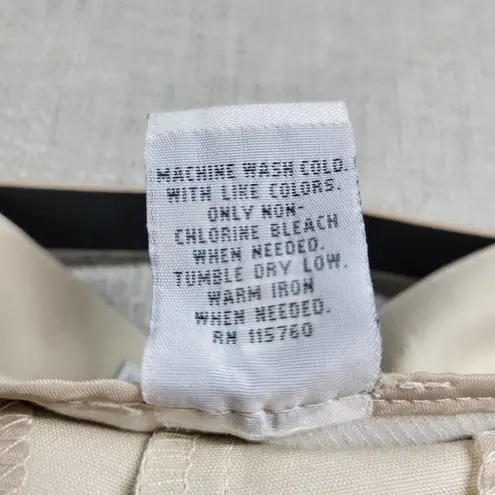 MACHINE WASH COLD.
WITH LIKE COLORS.
ONLY NON-
CHLORINE BLEACH
WHEN NEEDED.
TUMBLE DRY LOW.
WARM IRON
WHEN NEEDED.
RN 115760